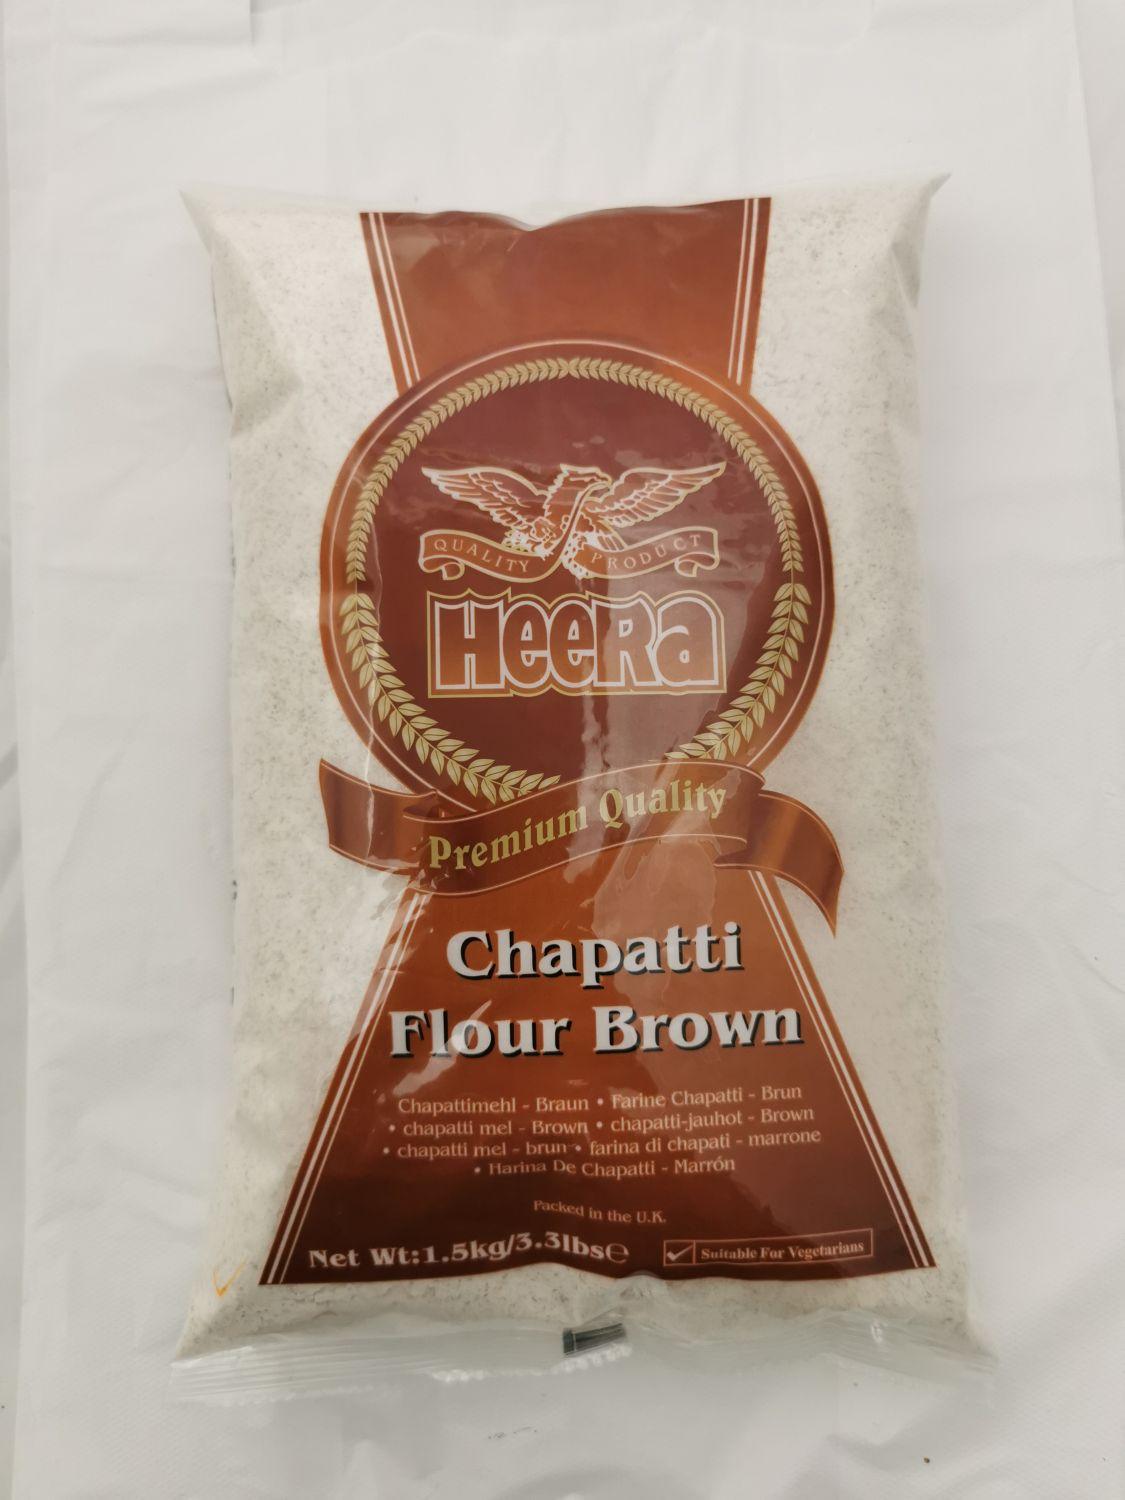 QUALITY PRODUCT
Heera
Premium Quality
Chapatti
Flour Brown
Chapattimehl - Braun • Farine Chapatti - Brun
• chapatti mel - Brown • chapatti-jauhot - Brown
• chapatti mel - brun • farina di chapati - marrone
• Harina De Chapatti - Marrón
Packed in the U.K.
Net Wt:1.5kg/3.3lbs℮
Suitable For Vegetarians